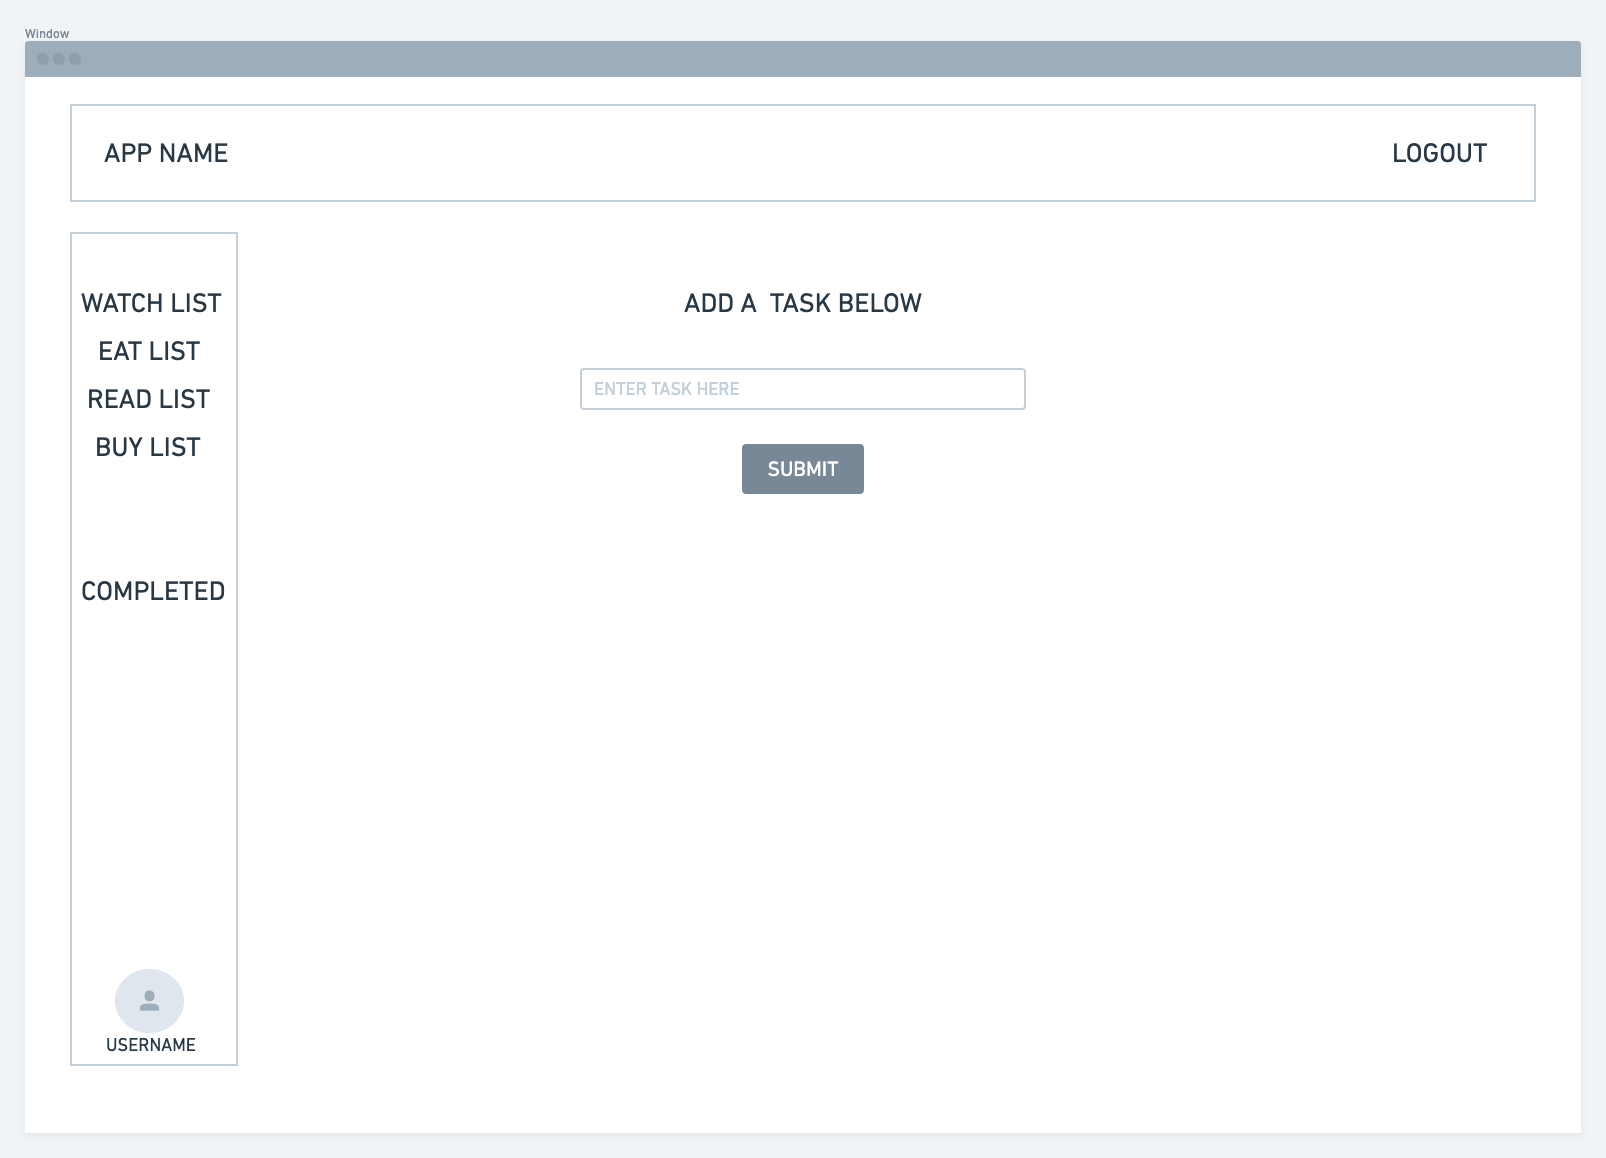 Window
APP NAME
LOGOUT
WATCH LIST
EAT LIST
READ LIST
BUY LIST
COMPLETED
USERNAME
ADD A  TASK BELOW
ENTER TASK HERE
SUBMIT